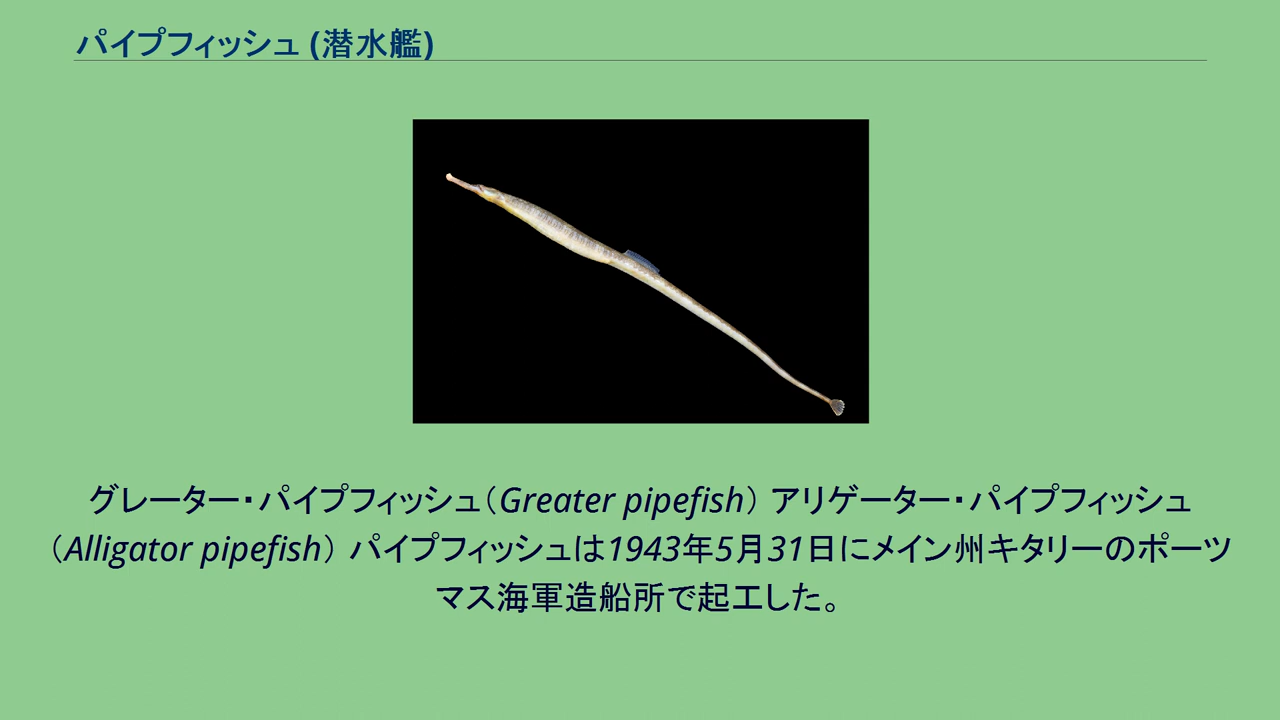 パイプフィッシュ (潜水艦)
グレーター・パイプフィッシュ（Greater pipefish） アリゲーター・パイプフィッシュ
（Alligator pipefish） パイプフィッシュは1943年5月31日にメイン州キタリーのポーツ
マス海軍造船所で起工した。